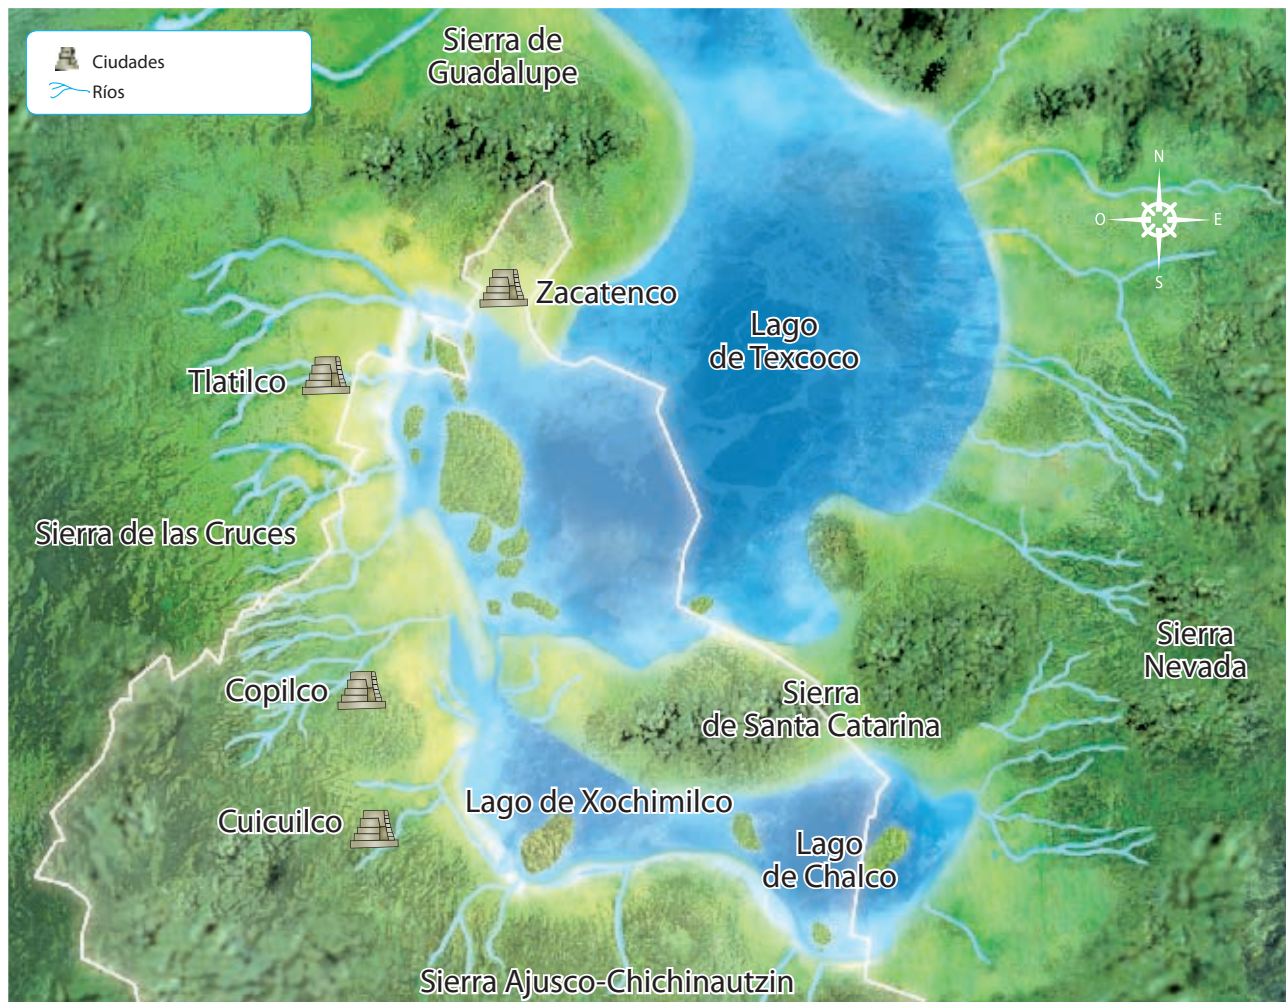 Ciudades
Ríos
Sierra de
Guadalupe
N
O
E
S
Zacatenco
Lago
de Texcoco
Tlatilco
Sierra de las Cruces
Sierra
Nevada
Copilco
Sierra
de Santa Catarina
Lago de Xochimilco
Cuicuilco
Lago
de Chalco
Sierra Ajusco-Chichinautzin